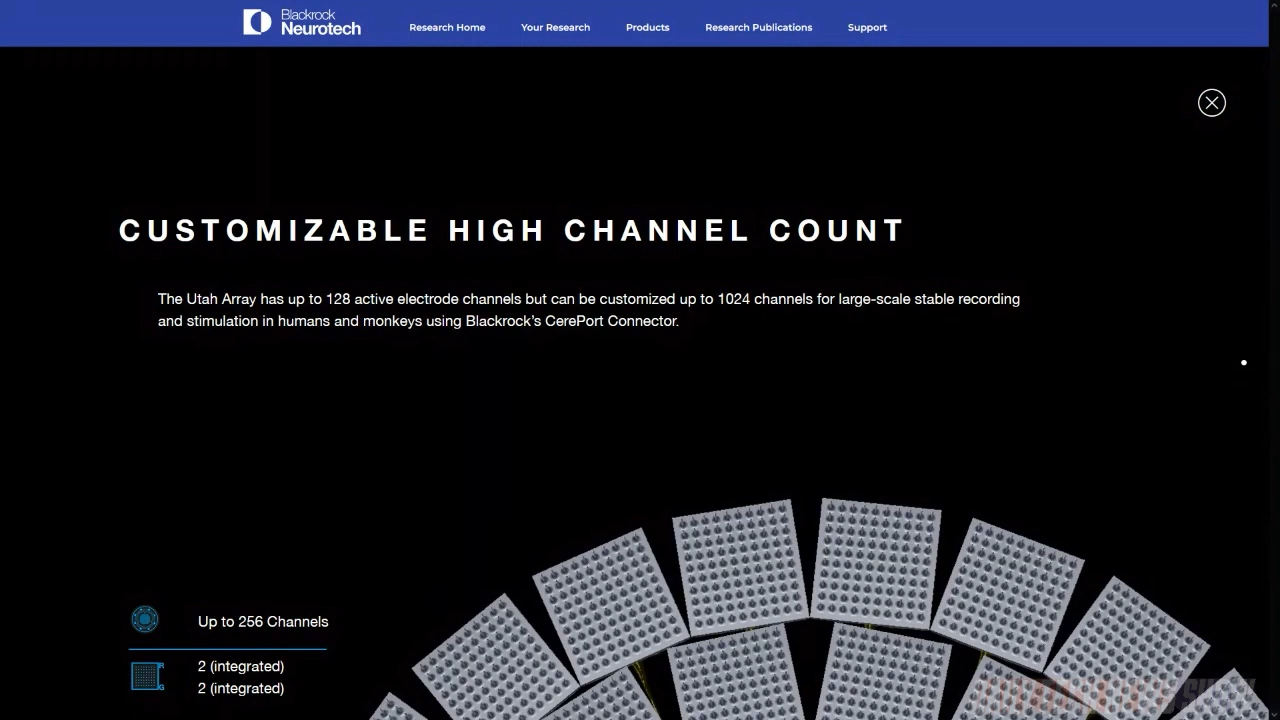 Blackrock
Neurotech
Research Home Your Research Products Research Publications Support
CUSTOMIZABLE HIGH CHANNEL COUNT
The Utah Array has up to 128 active electrode channels but can be customized up to 1024 channels for large-scale stable recording
and stimulation in humans and monkeys using Blackrock’s CerePort Connector.
Up to 256 Channels
2 (integrated)
2 (integrated)